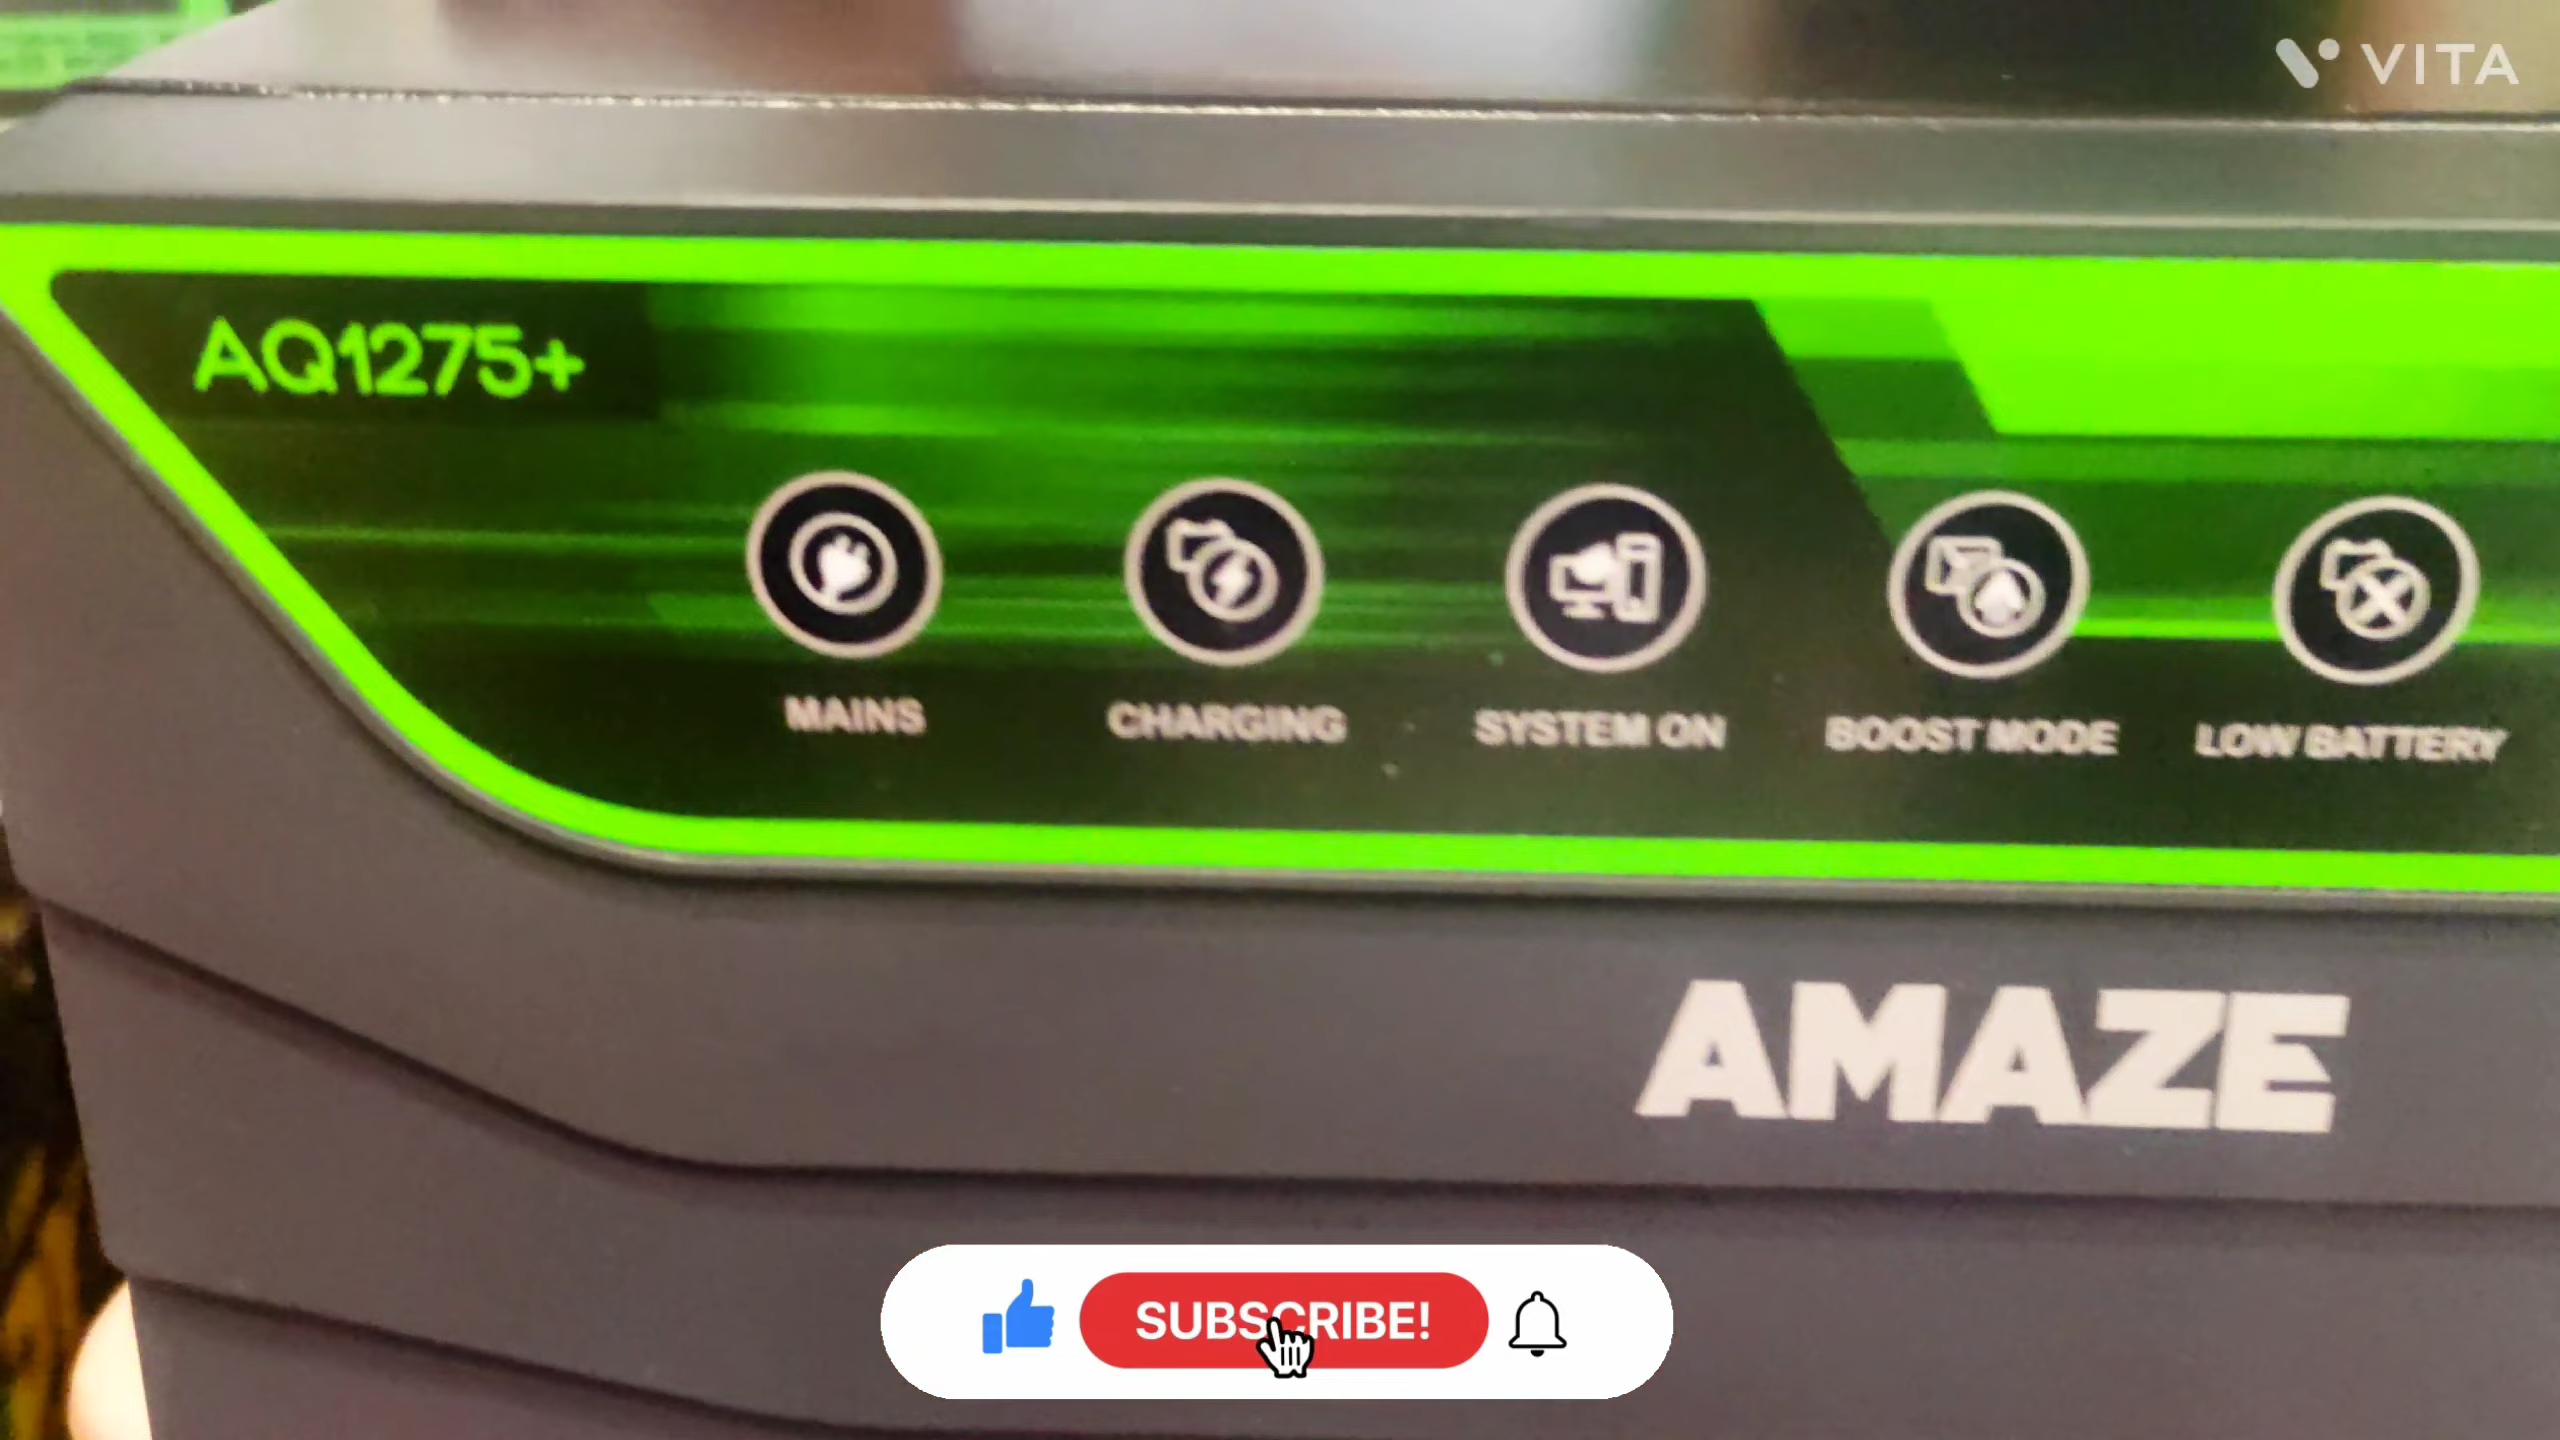 VITA
AQ1275+
MAINS CHARGING SYSTEM ON BOOST MODE LOW BATTERY
AMAZE
SUBSCRIBE!